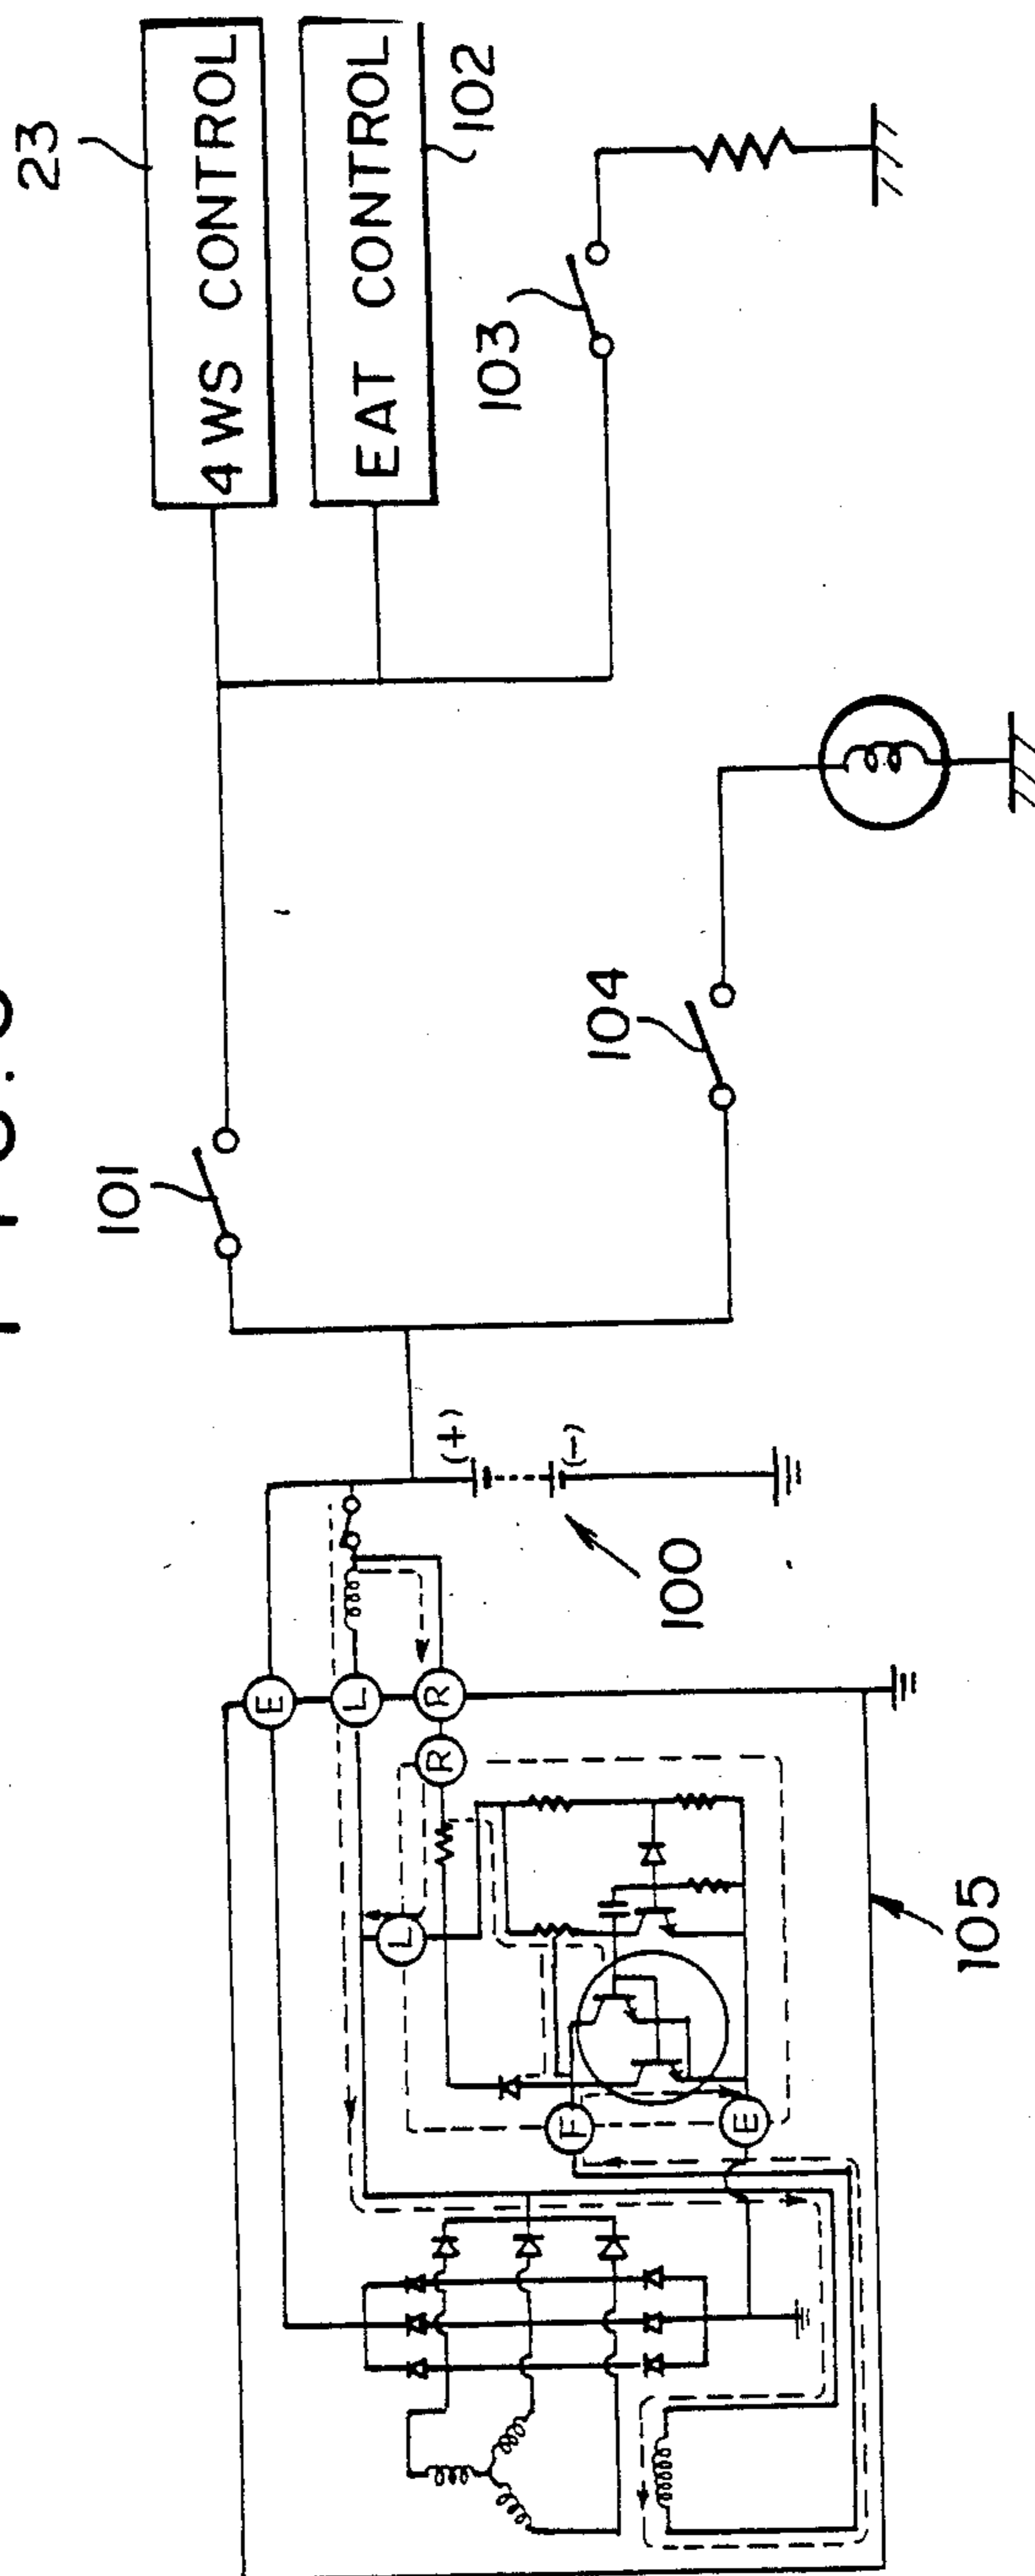 23
4WS CONTROL
EAT CONTROL
102
103
101
104
(+)
(-)
100
E
L
R
R
L
F
E
105